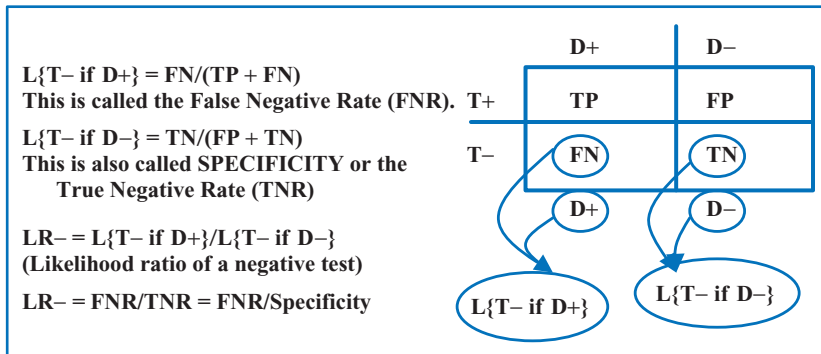 L{T– if D+} = FN/(TP + FN)
This is called the False Negative Rate (FNR).
L{T– if D–} = TN/(FP + TN)
This is also called SPECIFICITY or the
True Negative Rate (TNR)
LR– = L{T– if D+}/L{T– if D–}
(Likelihood ratio of a negative test)
LR– = FNR/TNR = FNR/Specificity
D+ D–
T+ TP FP
T– FN TN
D+ D–
L{T– if D+} L{T– if D–}